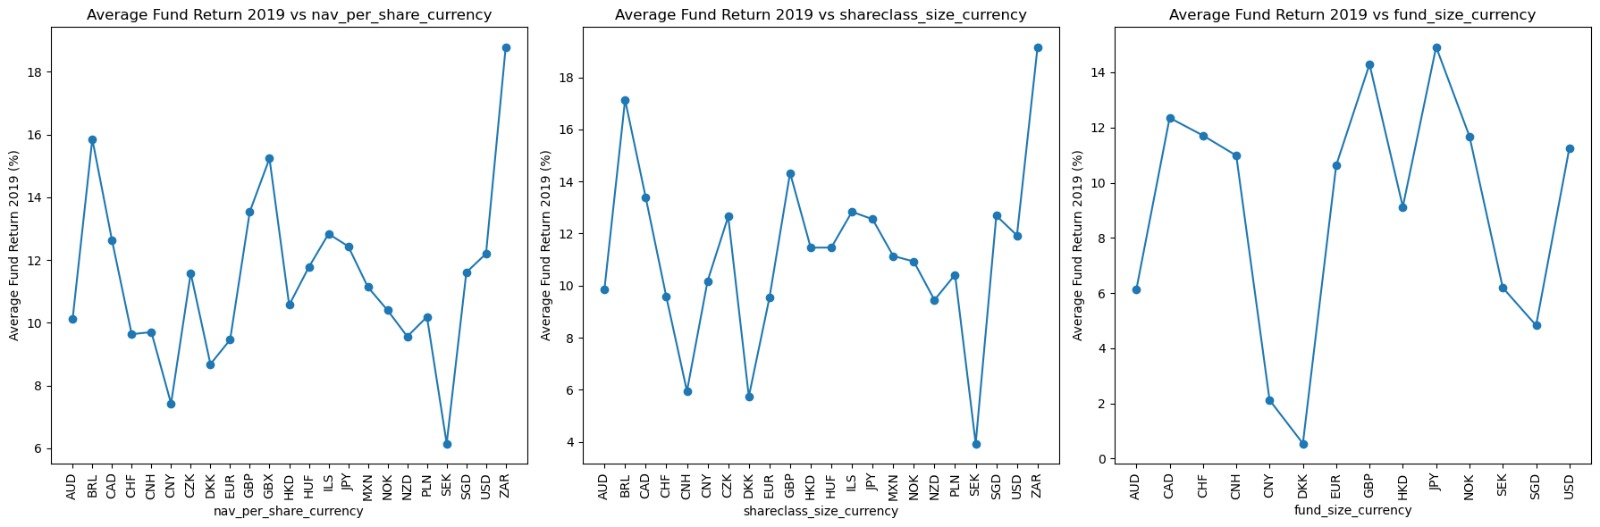 Average Fund Return 2019 vs nav_per_share_currency
Average Fund Return 2019 (%)
18
16
14
12
10
8
6
AUD BRL CAD CHF CNH CNY CZK DKK EUR GBP GBX HKD HUF ILS JPY MXN NOK NZD PLN SEK SGD USD ZAR
nav_per_share_currency
Average Fund Return 2019 vs shareclass_size_currency
Average Fund Return 2019 (%)
18
16
14
12
10
8
6
4
AUD BRL CAD CHF CNH CNY CZK DKK EUR GBP HKD HUF ILS JPY MXN NOK NZD PLN SEK SGD USD ZAR
shareclass_size_currency
Average Fund Return 2019 vs fund_size_currency
Average Fund Return 2019 (%)
14
12
10
8
6
4
2
0
AUD CAD CHF CNH CNY DKK EUR GBP HKD JPY NOK SEK SGD USD
fund_size_currency